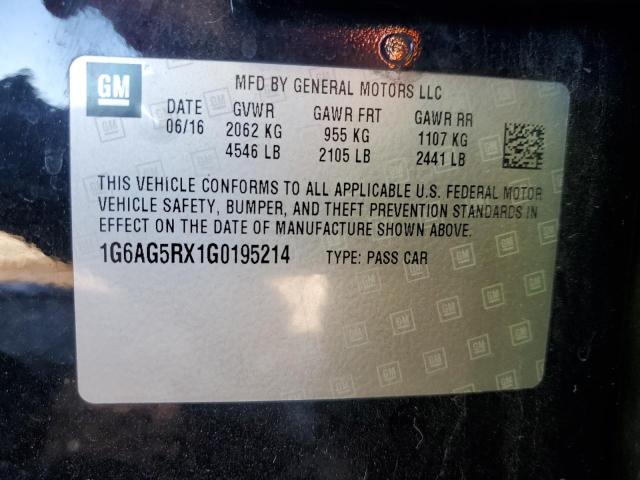 GM
MFD BY GENERAL MOTORS LLC
DATE GVWR GAWR FRT GAWR RR
06/16 2062 KG 955 KG 1107 KG
4546 LB 2105 LB 2441 LB
THIS VEHICLE CONFORMS TO ALL APPLICABLE U.S. FEDERAL MOTOR
VEHICLE SAFETY, BUMPER, AND THEFT PREVENTION STANDARDS IN
EFFECT ON THE DATE OF MANUFACTURE SHOWN ABOVE.
1G6AG5RX1G0195214 TYPE: PASS CAR